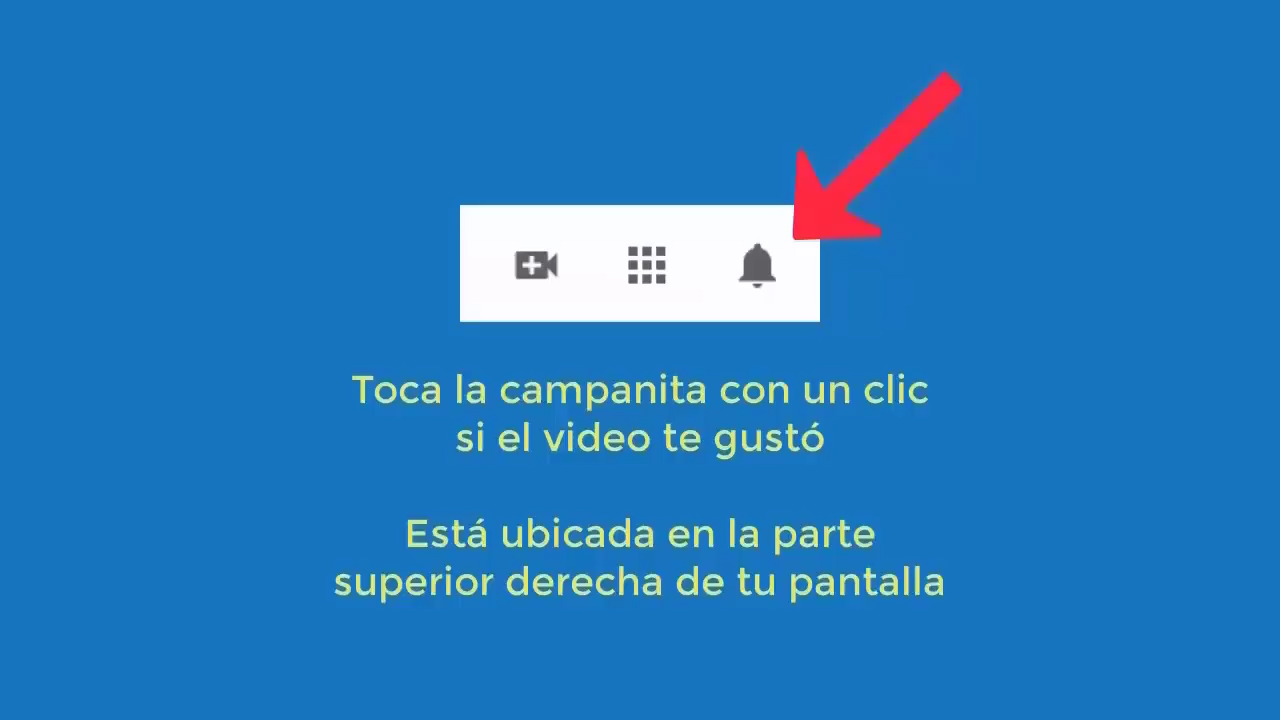 Toca la campanita con un clic
si el video te gustó
Está ubicada en la parte
superior derecha de tu pantalla